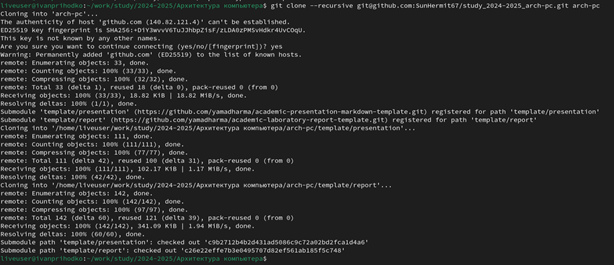 liveuser@ivanprihodko1:~/work/study/2024-2025/Архитектура компьютера$ git clone --recursive git@github.com:SunHermit67/study_2024-2025_arch-pc.git arch-pc
Cloning into 'arch-pc'...
The authenticity of host 'github.com (140.82.121.4)' can't be established.
ED25519 key fingerprint is SHA256:+DiY3wvvV6TuJJhbpZisF/zLDA0zPMSvHdkr4UvCOQU.
This key is not known by any other names.
Are you sure you want to continue connecting (yes/no/[fingerprint])? yes
Warning: Permanently added 'github.com' (ED25519) to the list of known hosts.
remote: Enumerating objects: 33, done.
remote: Counting objects: 100% (33/33), done.
remote: Compressing objects: 100% (32/32), done.
remote: Total 33 (delta 1), reused 18 (delta 0), pack-reused 0 (from 0)
Receiving objects: 100% (33/33), 18.82 KiB | 18.82 MiB/s, done.
Resolving deltas: 100% (1/1), done.
Submodule 'template/presentation' (https://github.com/yamadharma/academic-presentation-markdown-template.git) registered for path 'template/presentation'
Submodule 'template/report' (https://github.com/yamadharma/academic-laboratory-report-template.git) registered for path 'template/report'
Cloning into '/home/liveuser/work/study/2024-2025/Архитектура компьютера/arch-pc/template/presentation'...
remote: Enumerating objects: 111, done.
remote: Counting objects: 100% (111/111), done.
remote: Compressing objects: 100% (77/77), done.
remote: Total 111 (delta 42), reused 100 (delta 31), pack-reused 0 (from 0)
Receiving objects: 100% (111/111), 102.17 KiB | 1.17 MiB/s, done.
Resolving deltas: 100% (42/42), done.
Cloning into '/home/liveuser/work/study/2024-2025/Архитектура компьютера/arch-pc/template/report'...
remote: Enumerating objects: 142, done.
remote: Counting objects: 100% (142/142), done.
remote: Compressing objects: 100% (97/97), done.
remote: Total 142 (delta 60), reused 121 (delta 39), pack-reused 0 (from 0)
Receiving objects: 100% (142/142), 341.09 KiB | 1.94 MiB/s, done.
Resolving deltas: 100% (60/60), done.
Submodule path 'template/presentation': checked out 'c9b2712b4b2d431ad5086c9c72a02bd2fca1d4a6'
Submodule path 'template/report': checked out 'c26e22effe7b3e0495707d82ef561ab185f5c748'
liveuser@ivanprihodko1:~/work/study/2024-2025/Архитектура компьютера$